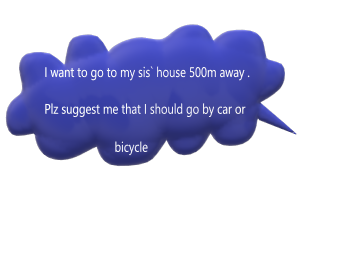 I want to go to my sis` house 500m away .
Plz suggest me that I should go by car or
bicycle